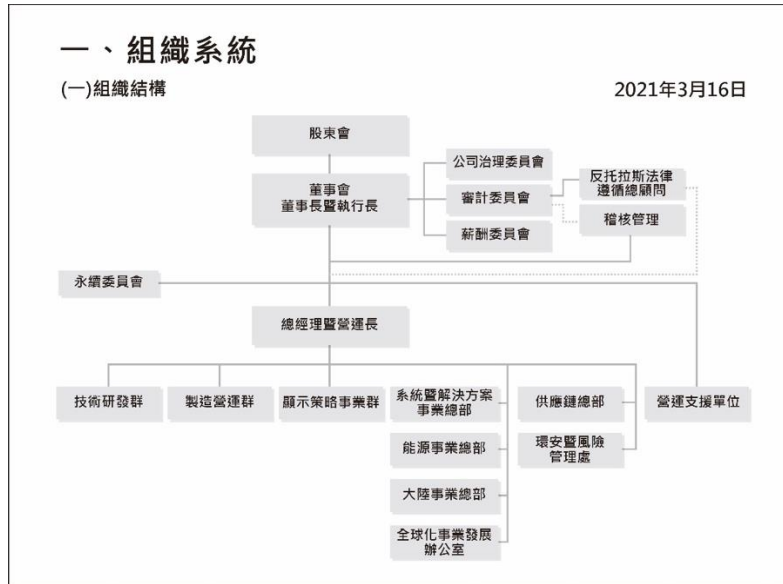 一、組織系統
(一)組織結構
2021年3月16日
股東會
董事會
董事長暨執行長
公司治理委員會
審計委員會
薪酬委員會
反托拉斯法律
遵循總顧問
稽核管理
永續委員會
總經理暨營運長
技術研發群
製造營運群
顯示策略事業群
系統暨解決方案
事業總部
能源事業總部
大陸事業總部
全球化事業發展
辦公室
供應鏈總部
環安暨風險
管理處
營運支援單位